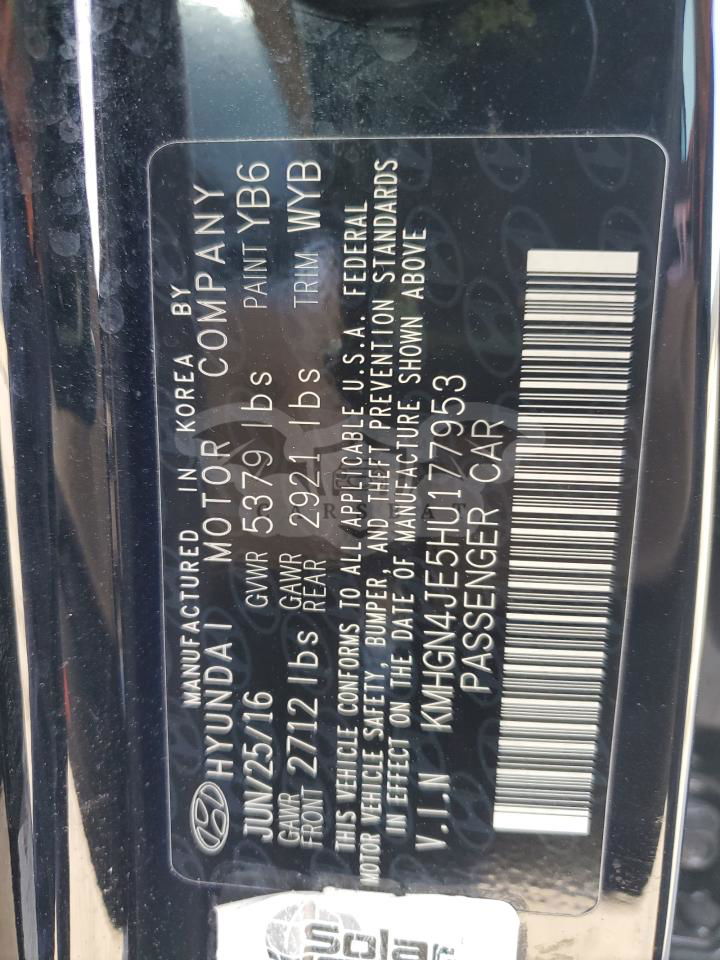 MANUFACTURED IN KOREA BY
HYUNDAI MOTOR COMPANY
JUN/25/16 GVWR 5379 lbs PAINT YB6
GAWR FRONT 2712 lbs GAWR REAR 2921 lbs TRIM WYB
THIS VEHICLE CONFORMS TO ALL APPLICABLE U.S.A. FEDERAL
MOTOR VEHICLE SAFETY, BUMPER, AND THEFT PREVENTION STANDARDS
IN EFFECT ON THE DATE OF MANUFACTURE SHOWN ABOVE
V.I.N KMHGN4JE5HU177953
PASSENGER CAR
CARSWAT
Solar